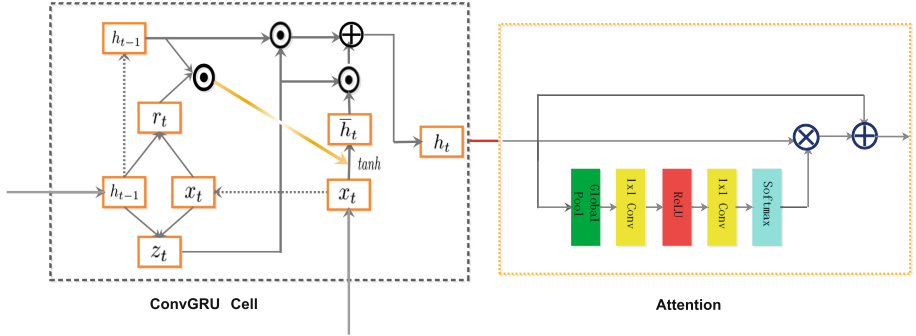 h_{t-1}
r_t
\overline{h}_t
h_t
tanh
h_{t-1}
x_t
x_t
z_t
Global
Pool
1x1 Conv
ReLU
1x1 Conv
Softmax
ConvGRU Cell
Attention